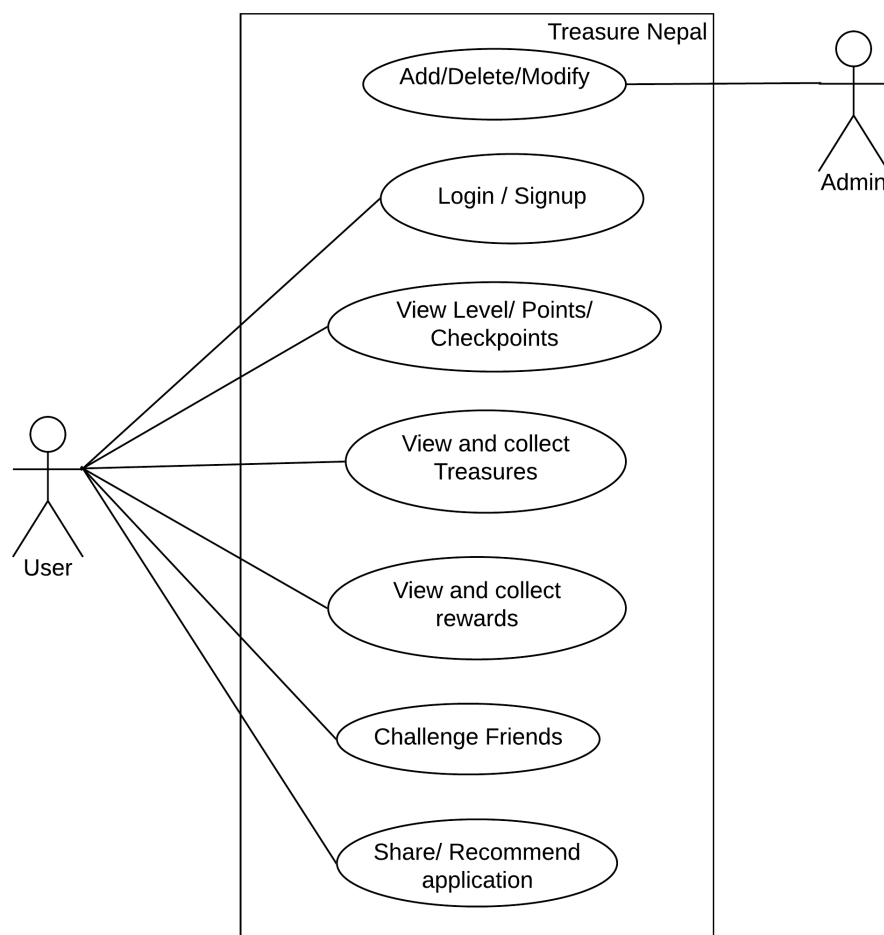 Treasure Nepal
Add/Delete/Modify
Admin
Login / Signup
View Level/ Points/
Checkpoints
View and collect
Treasures
User
View and collect
rewards
Challenge Friends
Share/ Recommend
application